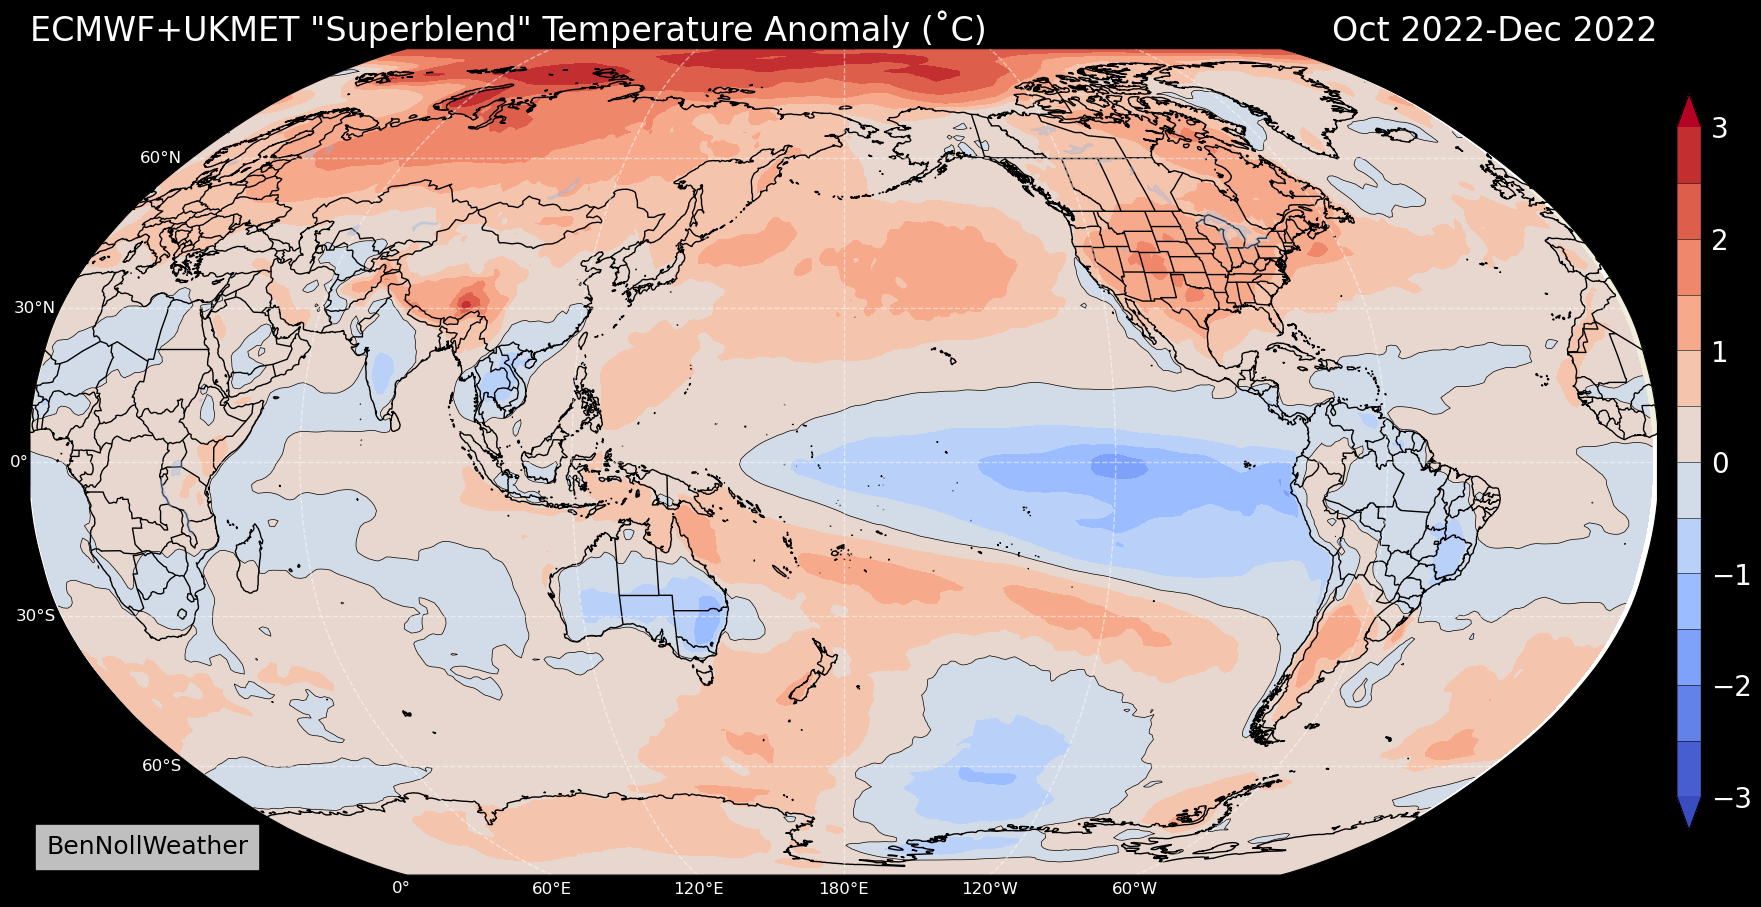 ECMWF+UKMET "Superblend" Temperature Anomaly (˚C)
Oct 2022-Dec 2022
3
2
1
0
−1
−2
−3
60°N
30°N
0°
30°S
60°S
BenNollWeather
0°
60°E
120°E
180°E
120°W
60°W